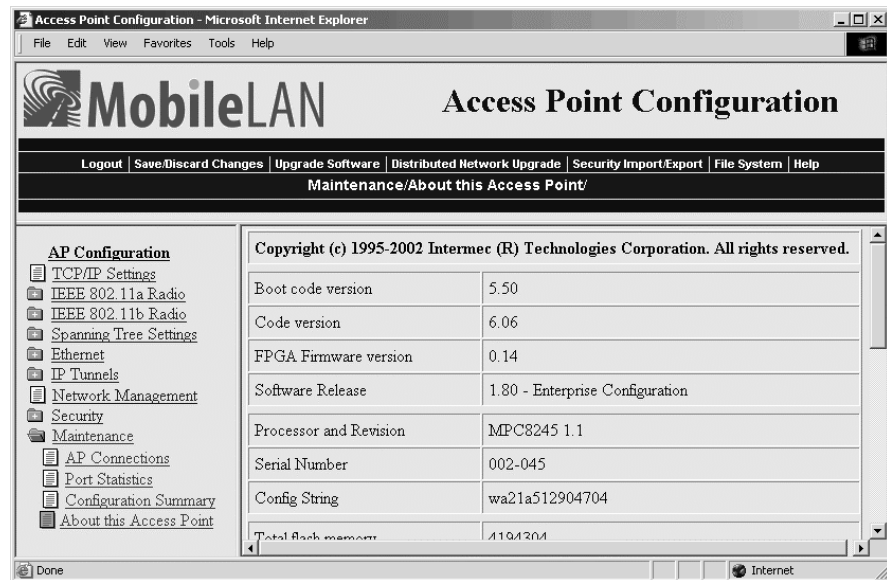 Access Point Configuration - Microsoft Internet Explorer
File Edit View Favorites Tools Help
MobileLAN
Access Point Configuration
Logout | Save/Discard Changes | Upgrade Software | Distributed Network Upgrade | Security Import/Export | File System | Help
Maintenance/About this Access Point/
AP Configuration
TCP/IP Settings
IEEE 802.11a Radio
IEEE 802.11b Radio
Spanning Tree Settings
Ethernet
IP Tunnels
Network Management
Security
Maintenance
AP Connections
Port Statistics
Configuration Summary
About this Access Point
Copyright (c) 1995-2002 Intermec (R) Technologies Corporation. All rights reserved.
Boot code version 5.50
Code version 6.06
FPGA Firmware version 0.14
Software Release 1.80 - Enterprise Configuration
Processor and Revision MPC8245 1.1
Serial Number 002-045
Config String wa21a512904704
Total flash memory 4194304
Done
Internet